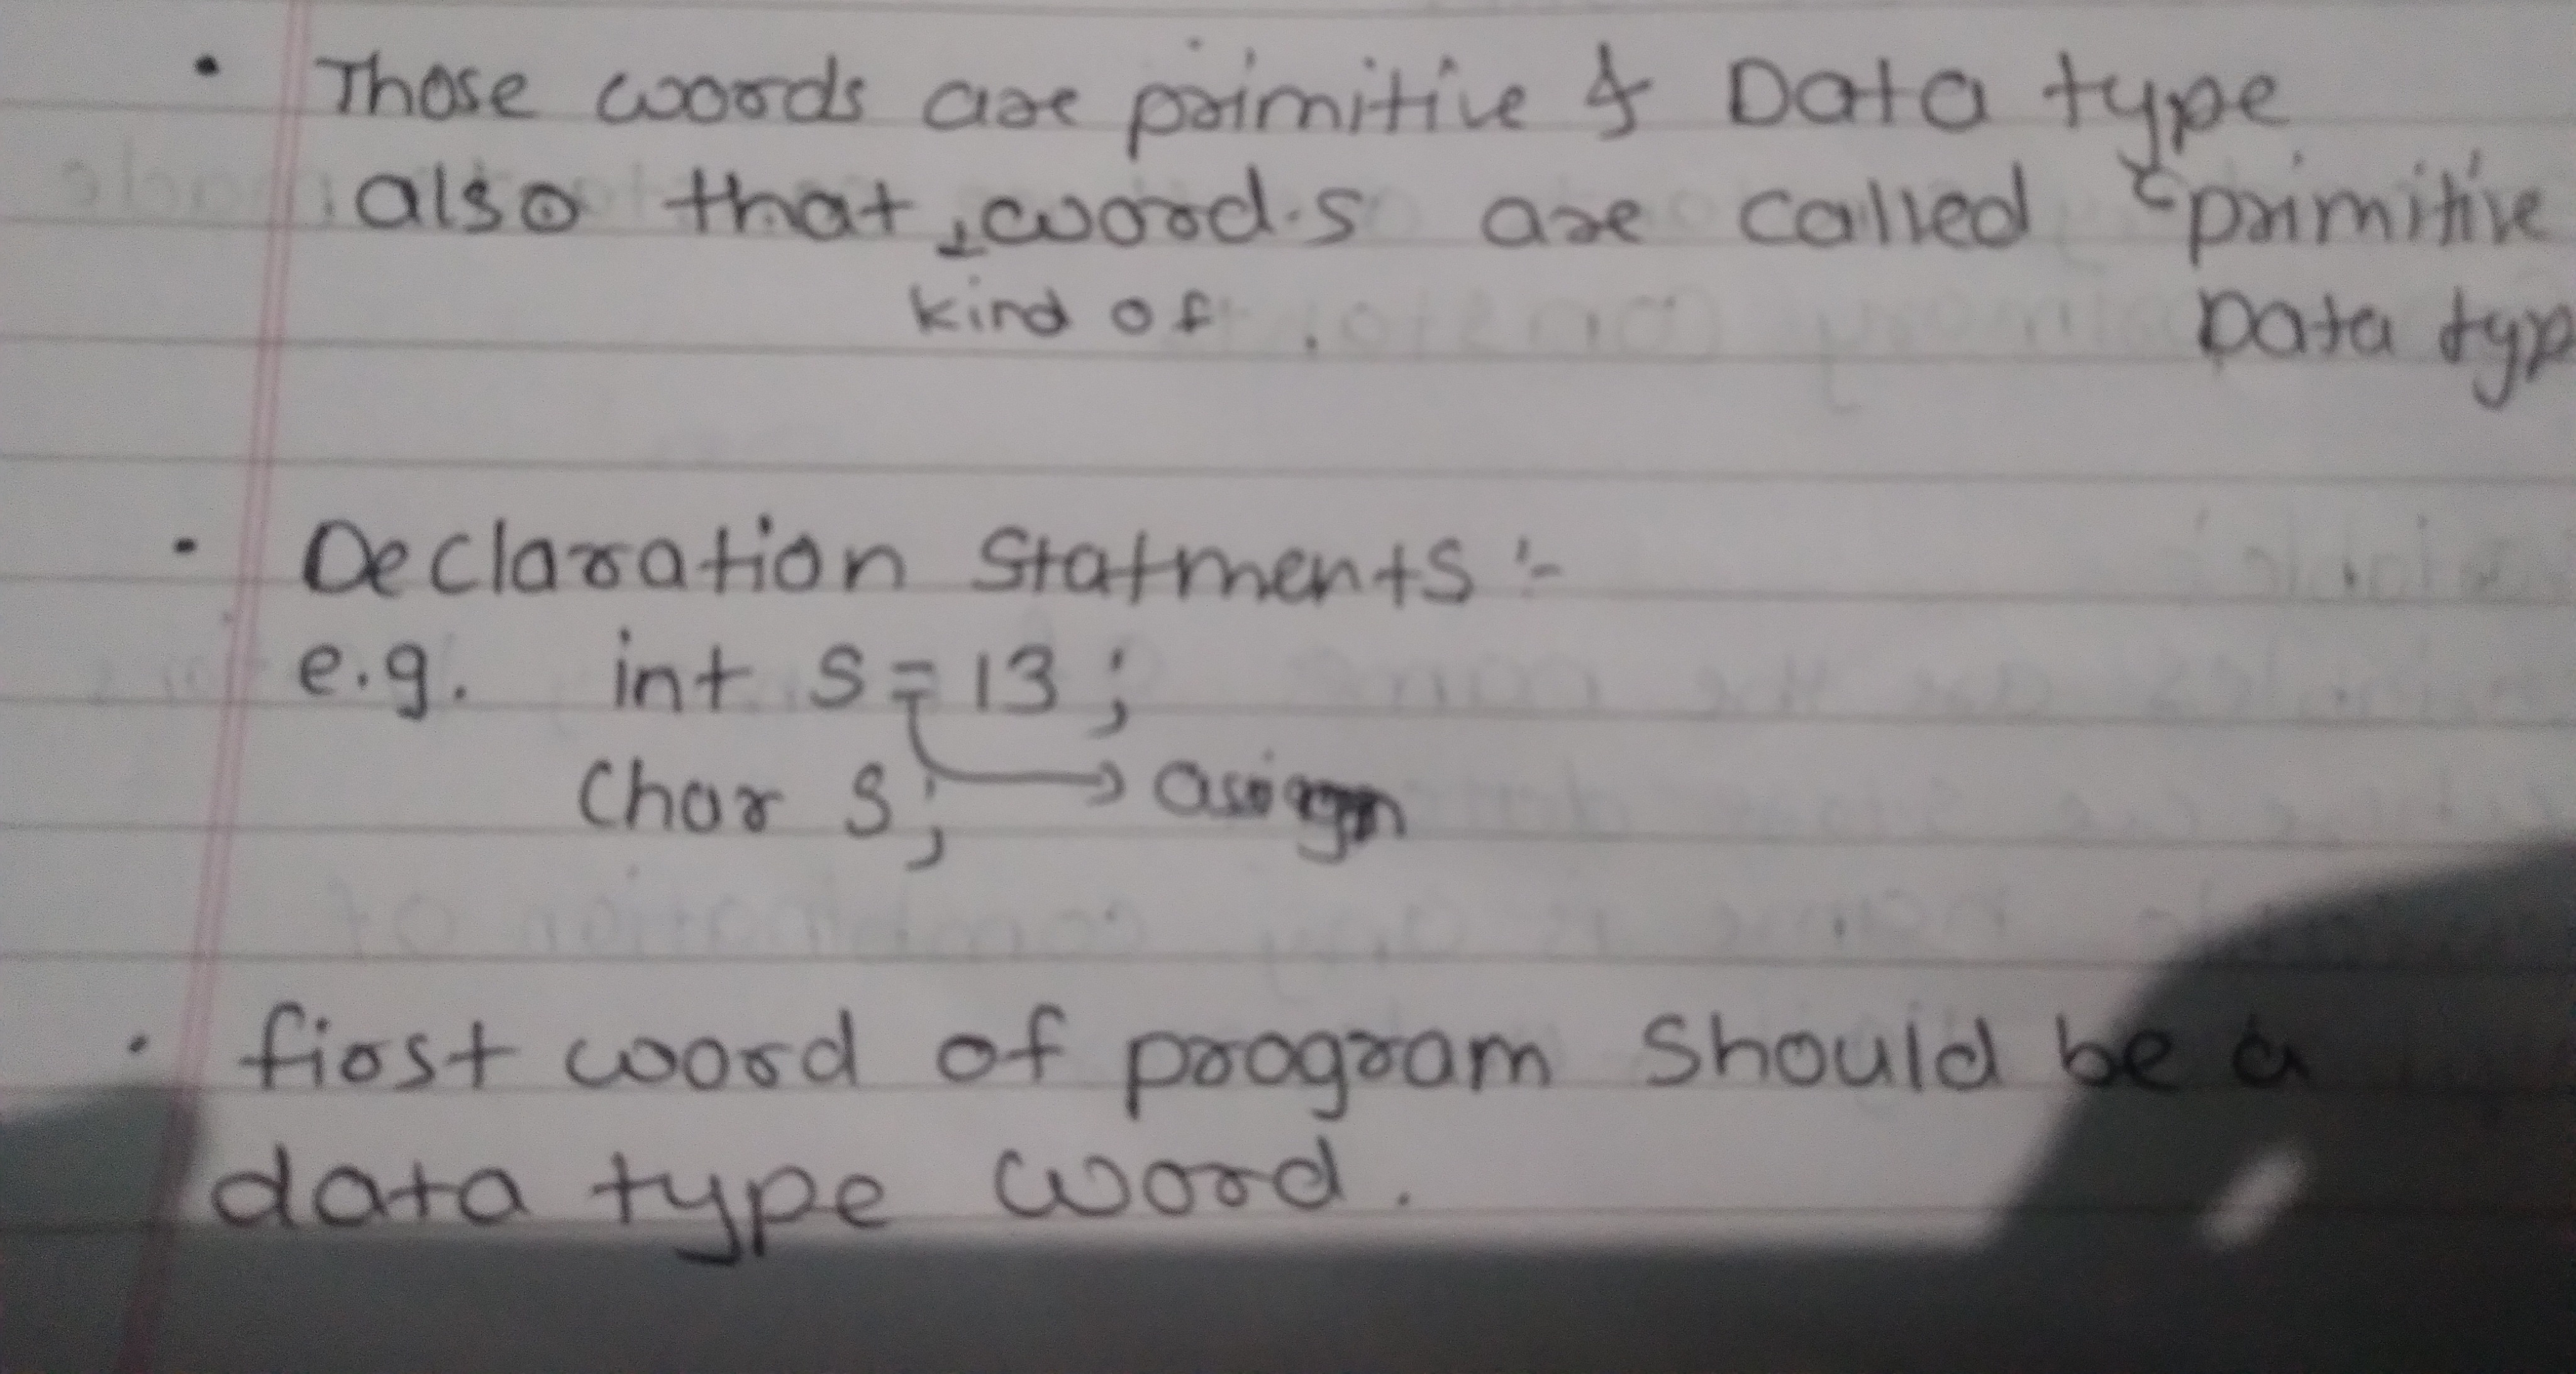 • Those words are primitive & Data type
also that words are called "primitive
kind of Data typ
• Declaration Statments :-
e.g. int S = 13 ;
Char S; → assign
• first word of program should be a
data type word.